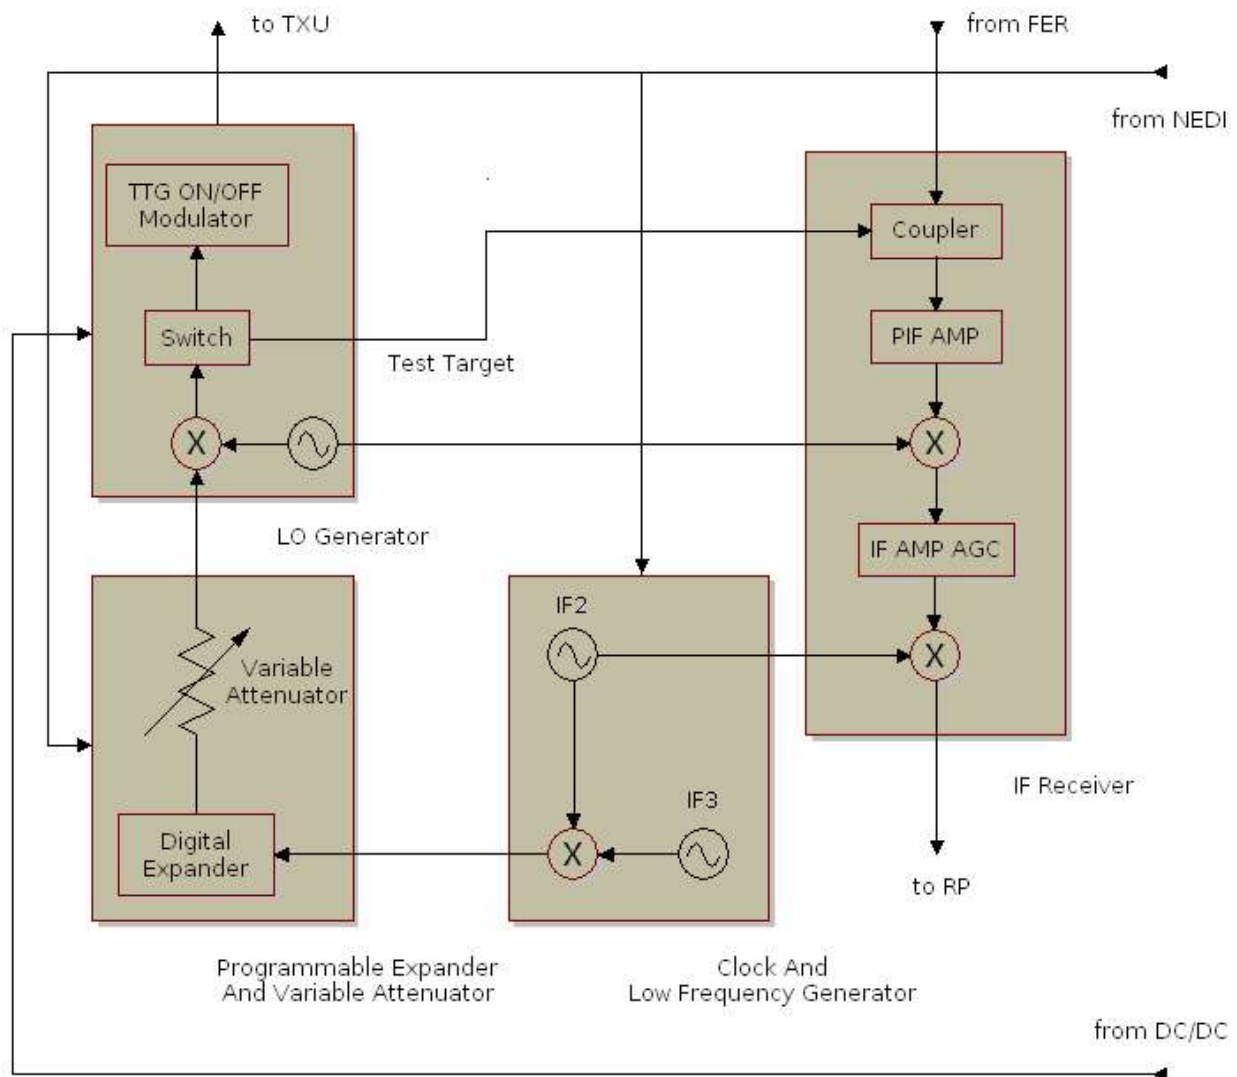 to TXU
from FER
from NEDI
TTG ON/OFF
Modulator
Coupler
Switch
PIF AMP
Test Target
X
X
LO Generator
IF AMP AGC
IF2
X
Variable
Attenuator
IF3
IF Receiver
Digital
Expander
X
to RP
Programmable Expander
And Variable Attenuator
Clock And
Low Frequency Generator
from DC/DC